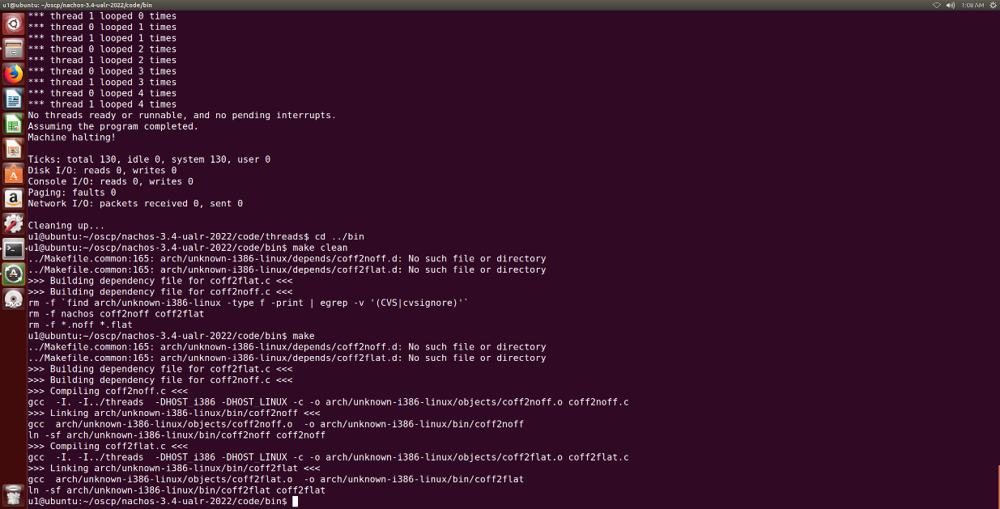 u1@ubuntu: ~/oscp/nachos-3.4-ualr-2022/code/bin
1:08 AM
*** thread 1 looped 0 times
*** thread 0 looped 1 times
*** thread 1 looped 1 times
*** thread 0 looped 2 times
*** thread 1 looped 2 times
*** thread 0 looped 3 times
*** thread 1 looped 3 times
*** thread 0 looped 4 times
*** thread 1 looped 4 times
No threads ready or runnable, and no pending interrupts.
Assuming the program completed.
Machine halting!
Ticks: total 130, idle 0, system 130, user 0
Disk I/O: reads 0, writes 0
Console I/O: reads 0, writes 0
Paging: faults 0
Network I/O: packets received 0, sent 0
Cleaning up...
u1@ubuntu:~/oscp/nachos-3.4-ualr-2022/code/threads$ cd ../bin
u1@ubuntu:~/oscp/nachos-3.4-ualr-2022/code/bin$ make clean
../Makefile.common:165: arch/unknown-i386-linux/depends/coff2noff.d: No such file or directory
../Makefile.common:165: arch/unknown-i386-linux/depends/coff2flat.d: No such file or directory
>>> Building dependency file for coff2flat.c <<<
>>> Building dependency file for coff2noff.c <<<
rm -f `find arch/unknown-i386-linux -type f -print | egrep -v '(CVS|cvsignore)'`
rm -f nachos coff2noff coff2flat
rm -f *.noff *.flat
u1@ubuntu:~/oscp/nachos-3.4-ualr-2022/code/bin$ make
../Makefile.common:165: arch/unknown-i386-linux/depends/coff2noff.d: No such file or directory
../Makefile.common:165: arch/unknown-i386-linux/depends/coff2flat.d: No such file or directory
>>> Building dependency file for coff2flat.c <<<
>>> Building dependency file for coff2noff.c <<<
>>> Compiling coff2noff.c <<<
gcc  -I. -I../threads  -DHOST_i386 -DHOST_LINUX -c -o arch/unknown-i386-linux/objects/coff2noff.o coff2noff.c
>>> Linking arch/unknown-i386-linux/bin/coff2noff <<<
gcc  arch/unknown-i386-linux/objects/coff2noff.o  -o arch/unknown-i386-linux/bin/coff2noff
ln -sf arch/unknown-i386-linux/bin/coff2noff coff2noff
>>> Compiling coff2flat.c <<<
gcc  -I. -I../threads  -DHOST_i386 -DHOST_LINUX -c -o arch/unknown-i386-linux/objects/coff2flat.o coff2flat.c
>>> Linking arch/unknown-i386-linux/bin/coff2flat <<<
gcc  arch/unknown-i386-linux/objects/coff2flat.o  -o arch/unknown-i386-linux/bin/coff2flat
ln -sf arch/unknown-i386-linux/bin/coff2flat coff2flat
u1@ubuntu:~/oscp/nachos-3.4-ualr-2022/code/bin$